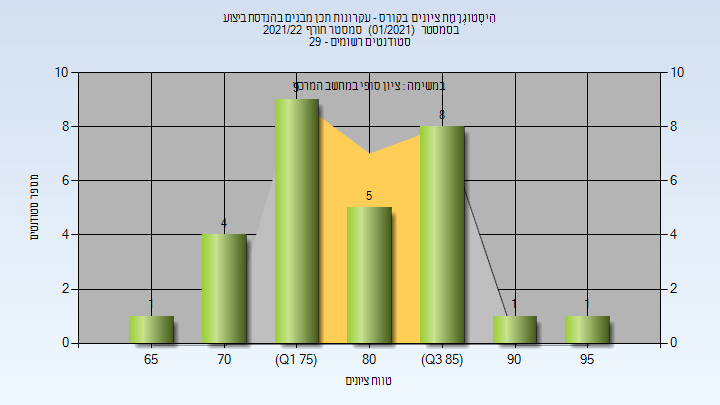 הִיסְטוֹגְרָמַת ציונים בקורס - עקרונות תכן מבנים בהנדסת ביצוע
בסמסטר (01/2021) סמסטר חורף 2021/22
סטודנטים רשומים - 29
במשימה : ציון סופי במחשב המרכזי
מספר סטודנטים
10 10
8 8
6 6
4 4
2 2
0 0
1 4 9 5 8 1 1
65 70 (Q1 75) 80 (Q3 85) 90 95
טווח ציונים